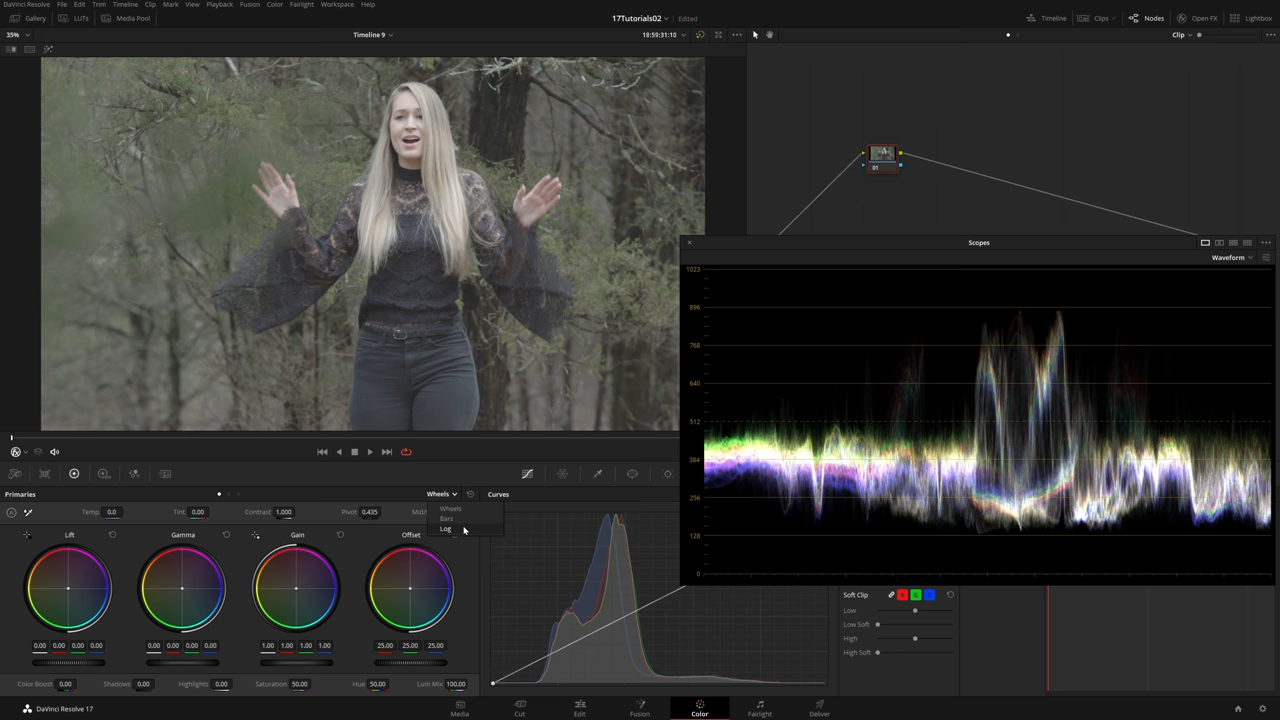 DaVinci Resolve File Edit Trim Timeline Clip Mark View Playback Fusion Color Fairlight Workspace Help
Gallery LUTs Media Pool 17Tutorials02 Edited Timeline Clips Nodes Open FX Lightbox
35% Timeline 9 18:59:31:10 Clip
01
Scopes
Waveform
1023
896
768
640
512
384
256
128
0
Primaries Wheels Curves
Wheels
Bars
Log
Temp 0.0 Tint 0.00 Contrast 1.000 Pivot 0.435 Mid/
Lift Gamma Gain Offset
0.00 0.00 0.00 0.00 0.00 0.00 0.00 0.00 1.00 1.00 1.00 1.00 25.00 25.00 25.00
Color Boost 0.00 Shadows 0.00 Highlights 0.00 Saturation 50.00 Hue 50.00 Lum Mix 100.00
Soft Clip R G B
Low
Low Soft
High
High Soft
DaVinci Resolve 17 Media Cut Edit Fusion Color Fairlight Deliver